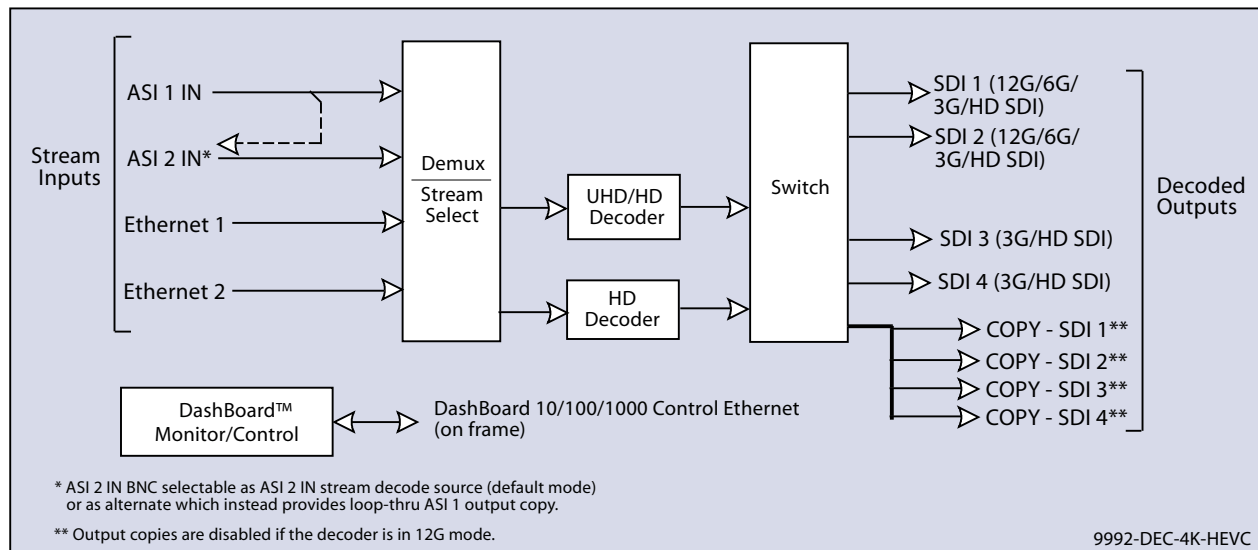 Stream
Inputs
ASI 1 IN
ASI 2 IN*
Ethernet 1
Ethernet 2
Demux
Stream
Select
UHD/HD
Decoder
HD
Decoder
Switch
SDI 1 (12G/6G/
3G/HD SDI)
SDI 2 (12G/6G/
3G/HD SDI)
SDI 3 (3G/HD SDI)
SDI 4 (3G/HD SDI)
COPY - SDI 1**
COPY - SDI 2**
COPY - SDI 3**
COPY - SDI 4**
Decoded
Outputs
DashBoard™
Monitor/Control
DashBoard 10/100/1000 Control Ethernet
(on frame)
* ASI 2 IN BNC selectable as ASI 2 IN stream decode source (default mode)
or as alternate which instead provides loop-thru ASI 1 output copy.
** Output copies are disabled if the decoder is in 12G mode.
9992-DEC-4K-HEVC